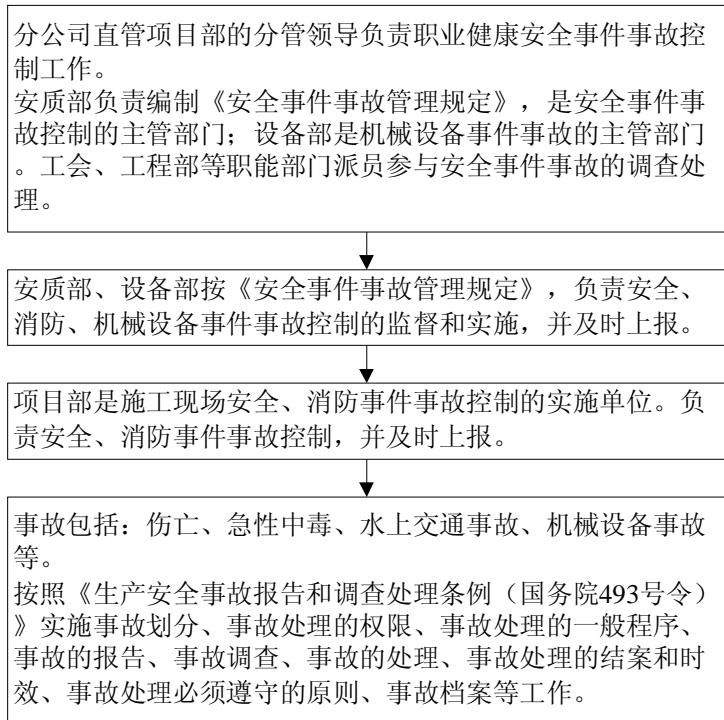 分公司直管项目部的分管领导负责职业健康安全事件事故控
制工作。
安质部负责编制《安全事件事故管理规定》，是安全事件事
故控制的主管部门；设备部是机械设备事件事故的主管部门
。工会、工程部等职能部门派员参与安全事件事故的调查处
理。
安质部、设备部按《安全事件事故管理规定》，负责安全、
消防、机械设备事件事故控制的监督和实施，并及时上报。
项目部是施工现场安全、消防事件事故控制的实施单位。负
责安全、消防事件事故控制，并及时上报。
事故包括：伤亡、急性中毒、水上交通事故、机械设备事故
等。
按照《生产安全事故报告和调查处理条例（国务院493号令）
》实施事故划分、事故处理的权限、事故处理的一般程序、
事故的报告、事故调查、事故的处理、事故处理的结案和时
效、事故处理必须遵守的原则、事故档案等工作。